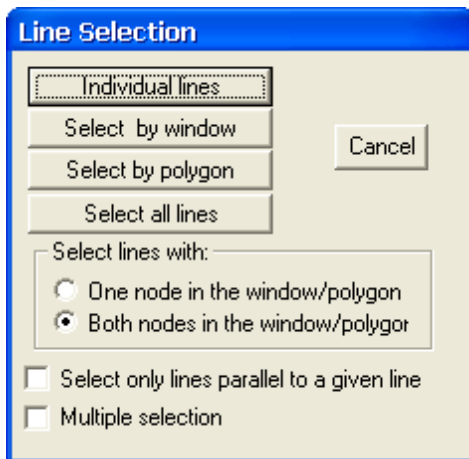 Line Selection
Individual lines
Select by window
Cancel
Select by polygon
Select all lines
Select lines with:
One node in the window/polygon
Both nodes in the window/polygor
Select only lines parallel to a given line
Multiple selection